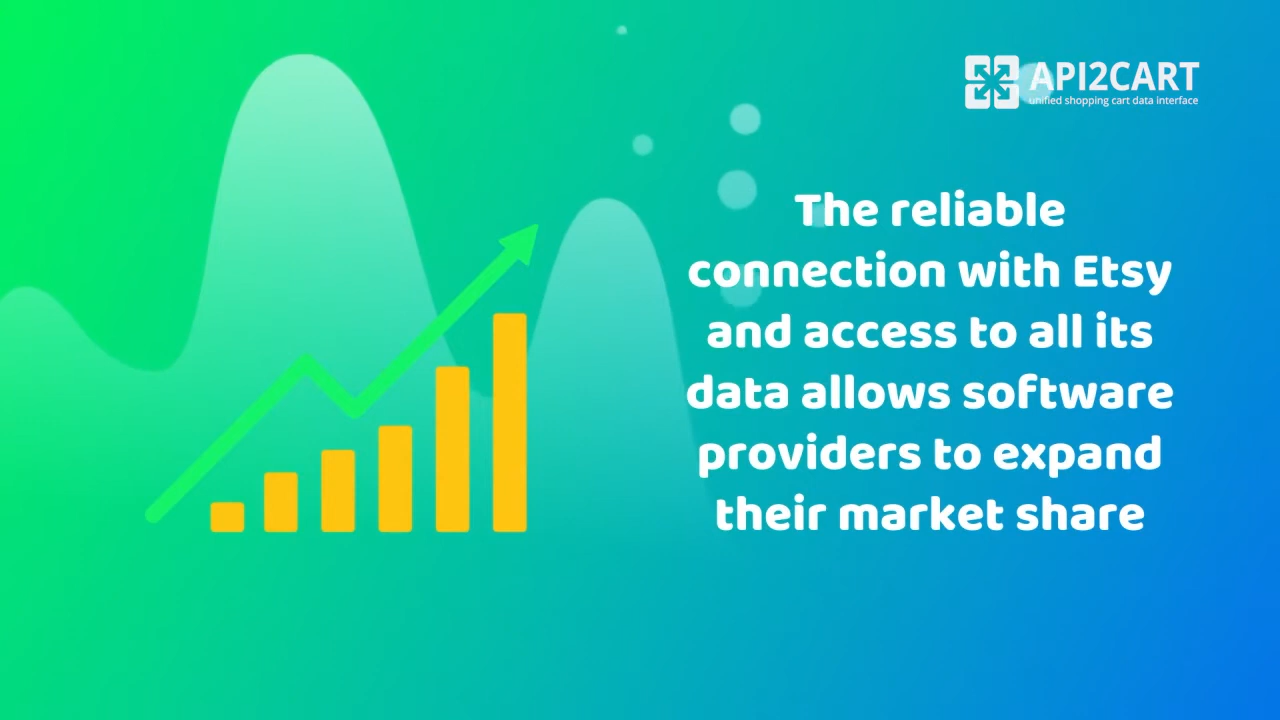 API2CART
unified shopping cart data interface
The reliable
connection with Etsy
and access to all its
data allows software
providers to expand
their market share